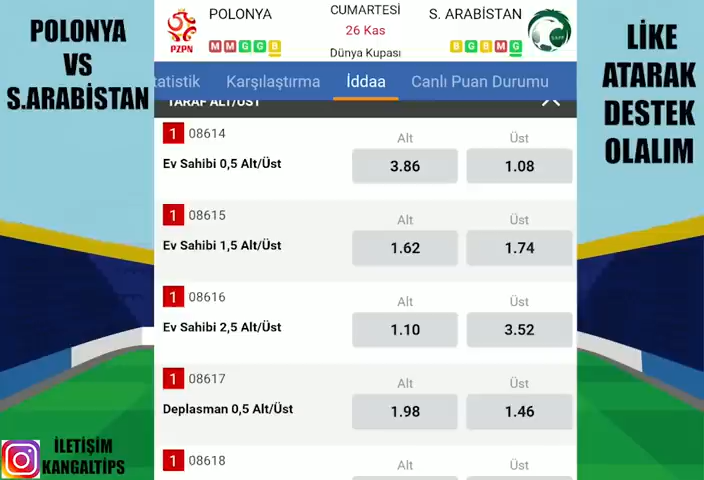 POLONYA
VS
S.ARABİSTAN
POLONYA
CUMARTESİ
S. ARABİSTAN
PZPN
M M G G B
26 Kas
B G B M G
Dünya Kupası
tatistik Karşılaştırma İddaa Canlı Puan Durumu
TARAF ALT/ÜST
1 08614
Alt Üst
Ev Sahibi 0,5 Alt/Üst 3.86 1.08
1 08615
Alt Üst
Ev Sahibi 1,5 Alt/Üst 1.62 1.74
1 08616
Alt Üst
Ev Sahibi 2,5 Alt/Üst 1.10 3.52
1 08617
Alt Üst
Deplasman 0,5 Alt/Üst 1.98 1.46
1 08618
Alt Üst
LİKE
ATARAK
DESTEK
OLALIM
İLETİŞİM
KANGALTİPS